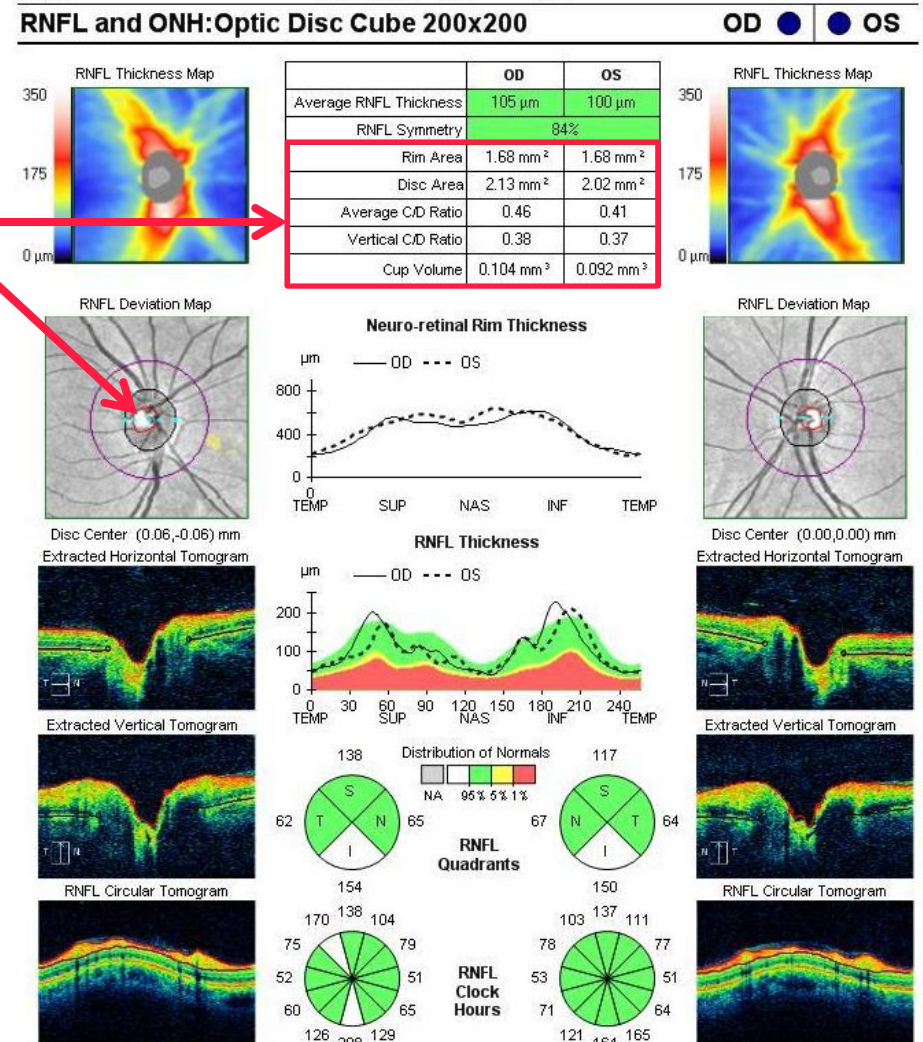 RNFL and ONH:Optic Disc Cube 200x200 OD OS
RNFL Thickness Map
350
175
0 µm
OD OS
Average RNFL Thickness 105 µm 100 µm
RNFL Symmetry 84%
Rim Area 1.68 mm² 1.68 mm²
Disc Area 2.13 mm² 2.02 mm²
Average C/D Ratio 0.46 0.41
Vertical C/D Ratio 0.38 0.37
Cup Volume 0.104 mm³ 0.092 mm³
RNFL Thickness Map
350
175
0 µm
RNFL Deviation Map
Disc Center (0.06,-0.06) mm
Neuro-retinal Rim Thickness
µm OD OS
800
400
0
0
TEMP SUP NAS INF TEMP
RNFL Deviation Map
Disc Center (0.00,0.00) mm
Extracted Horizontal Tomogram
T N
RNFL Thickness
µm OD OS
200
100
0
0 30 60 90 120 150 180 210 240
TEMP SUP NAS INF TEMP
Extracted Horizontal Tomogram
N T
Extracted Vertical Tomogram
T N
Distribution of Normals
NA 95% 5% 1%
138
S
62 T N 65
I
154
RNFL
Quadrants
117
S
67 N T 64
I
150
Extracted Vertical Tomogram
N T
RNFL Circular Tomogram
170 138 104
75 79
52 51
60 65
126 129
RNFL
Clock
Hours
103 137 111
78 77
53 51
71 64
121 164 165
RNFL Circular Tomogram